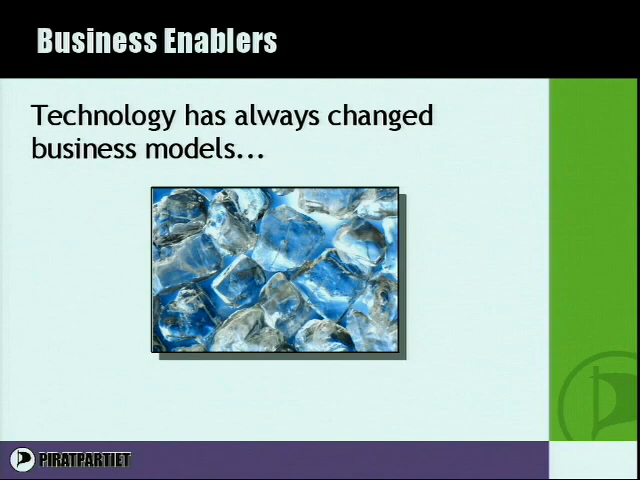 Business Enablers
Technology has always changed
business models...
PIRATPARTIET